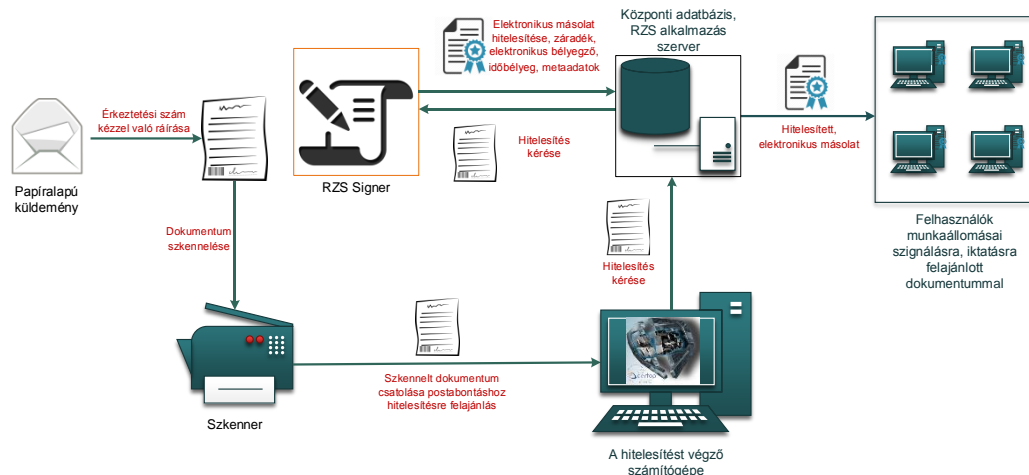 Érkeztetési szám
kézzel való ráírása
Papíralapú
küldemény
RZS Signer
Elektronikus másolat
hitelesítése, záradék,
elektronikus bélyegző,
időbélyeg, metaadatok
Hitelesítés
kérése
Központi adatbázis,
RZS alkalmazás
szerver
Hitelesített,
elektronikus másolat
Felhasználók
munkaállomásai
szignálásra, iktatásra
felajánlott
dokumentummal
Dokumentum
szkennelése
Szkenner
Szkennelt dokumentum
csatolása postabontáshoz
hitelesítésre felajánlás
Hitelesítés
kérése
A hitelesítést végző
számítógépe